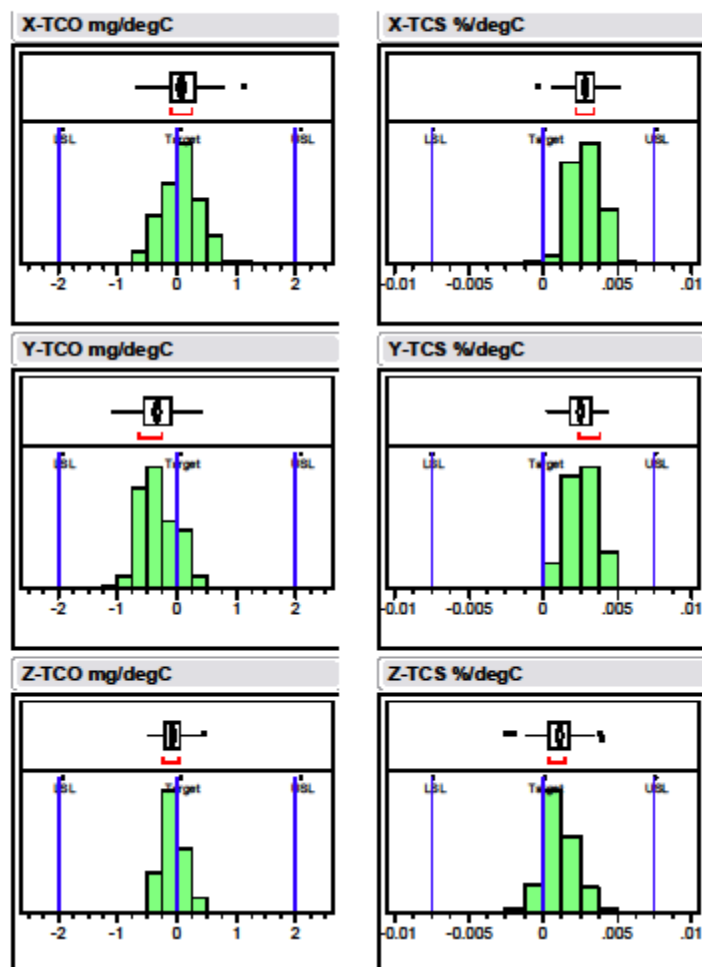 X-TCO mg/degC
LSL Target USL
-2 -1 0 1 2
X-TCS %/degC
LSL Target USL
-0.01 -0.005 0 .005 .01
Y-TCO mg/degC
LSL Target USL
-2 -1 0 1 2
Y-TCS %/degC
LSL Target USL
-0.01 -0.005 0 .005 .01
Z-TCO mg/degC
LSL Target USL
-2 -1 0 1 2
Z-TCS %/degC
LSL Target USL
-0.01 -0.005 0 .005 .01